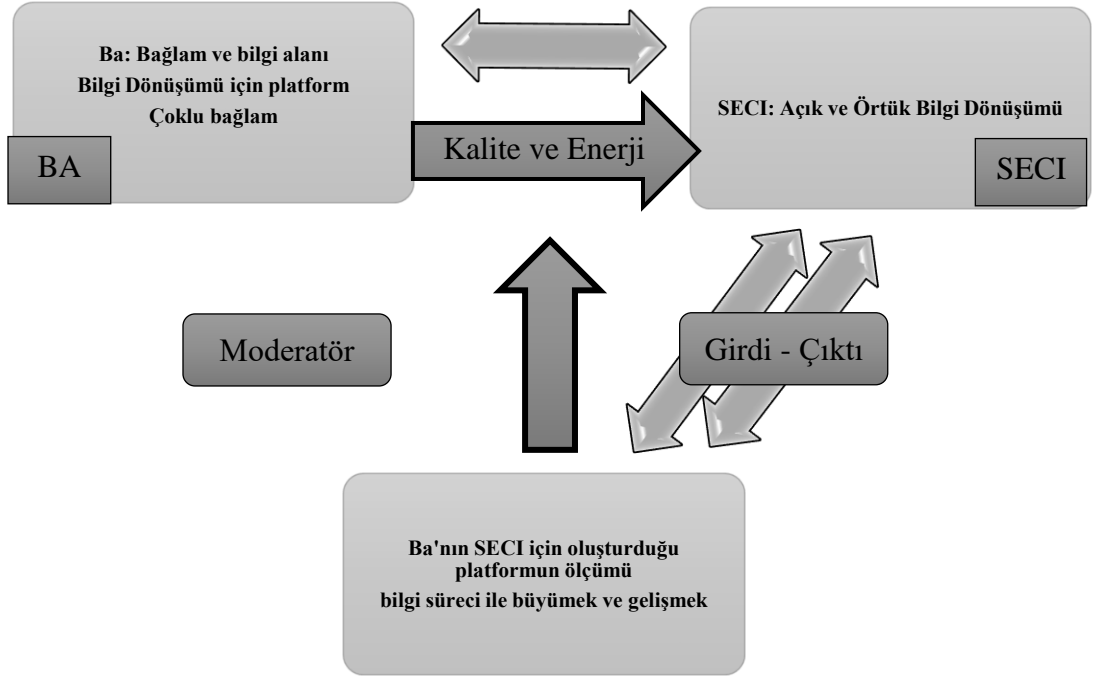 Ba: Bağlam ve bilgi alanı
Bilgi Dönüşümü için platform
Çoklu bağlam
BA
Kalite ve Enerji
SECI: Açık ve Örtük Bilgi Dönüşümü
SECI
Moderatör
Girdi - Çıktı
Ba'nın SECI için oluşturduğu
platformun ölçümü
bilgi süreci ile büyümek ve gelişmek